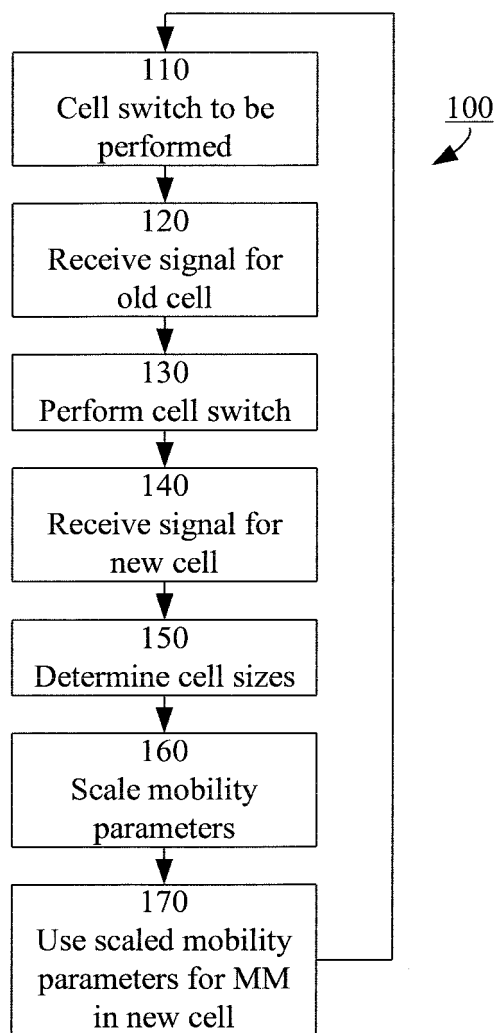 110
Cell switch to be
performed
100
120
Receive signal for
old cell
130
Perform cell switch
140
Receive signal for
new cell
150
Determine cell sizes
160
Scale mobility
parameters
170
Use scaled mobility
parameters for MM
in new cell